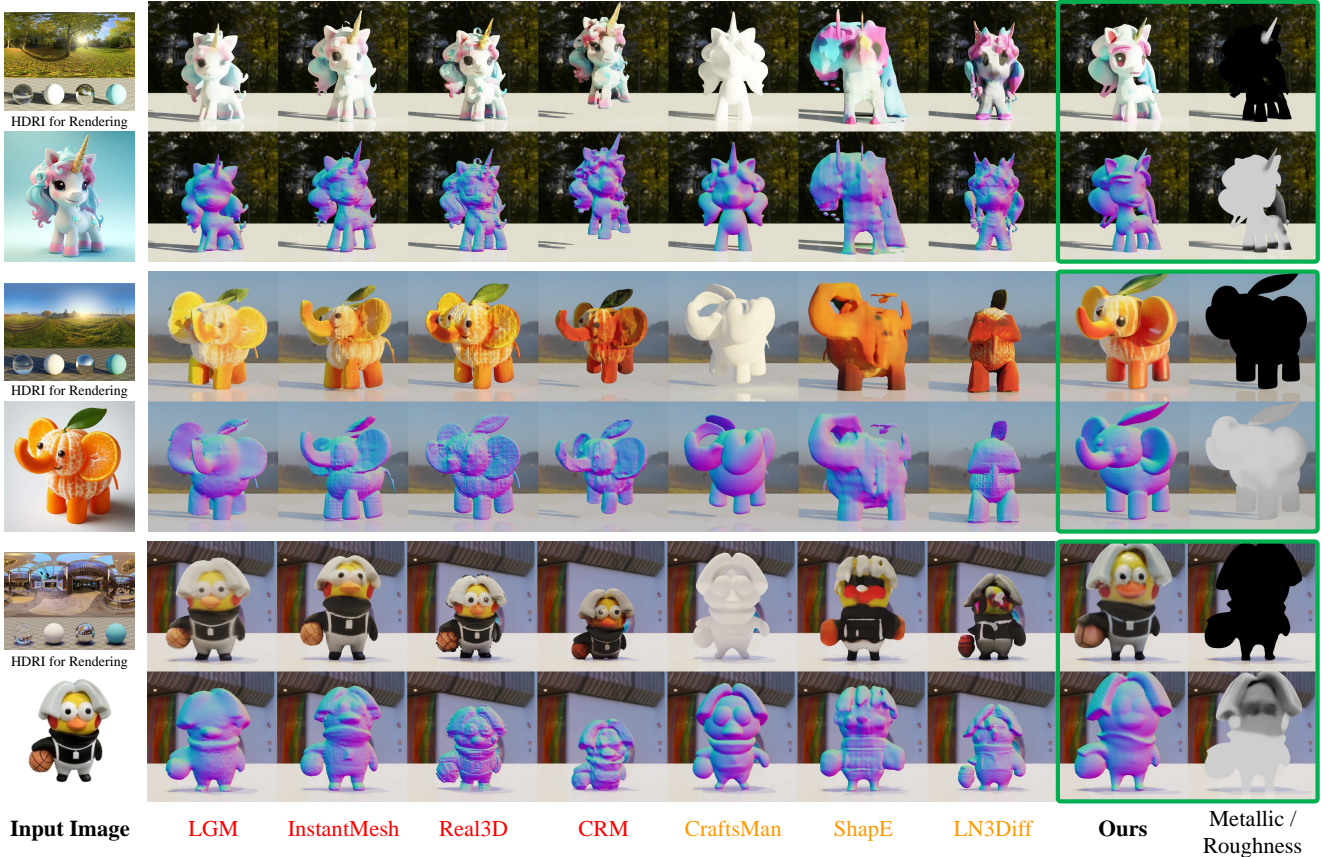 HDRI for Rendering
HDRI for Rendering
HDRI for Rendering
Input Image
LGM
InstantMesh
Real3D
CRM
CraftsMan
ShapE
LN3Diff
Ours
Metallic /
Roughness